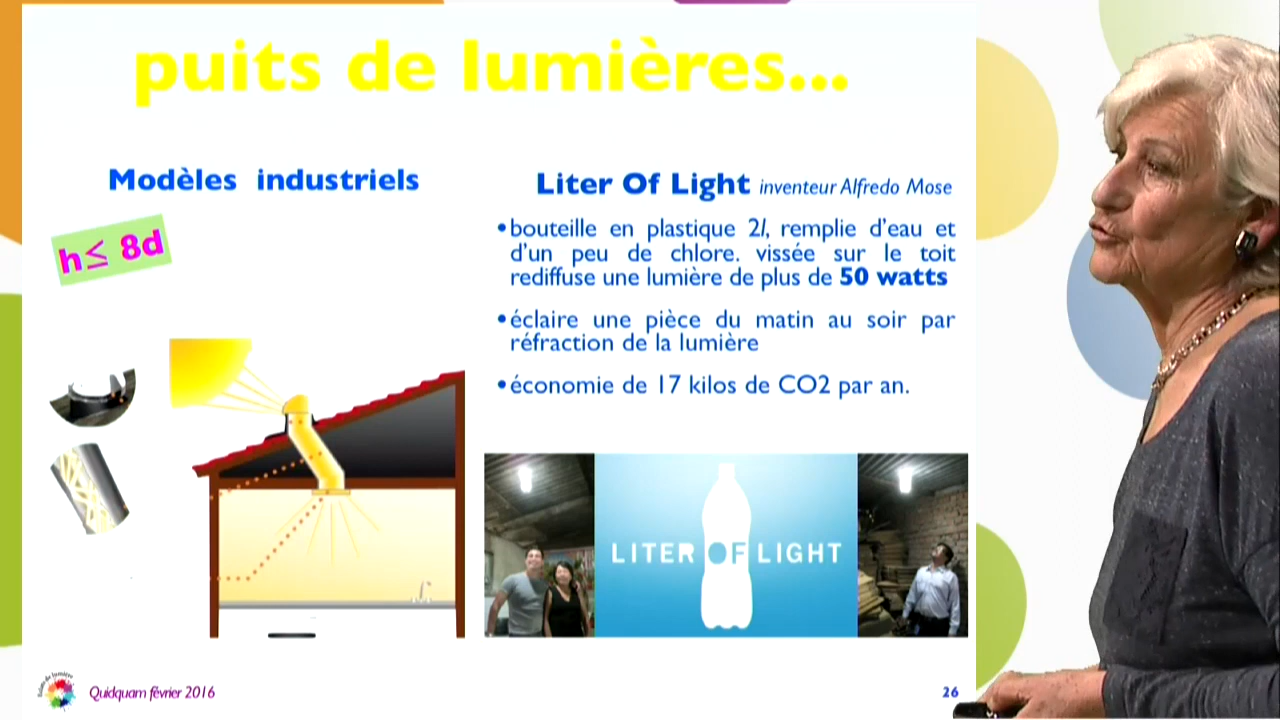 puits de lumières...
Modèles industriels
h≤ 8d
Liter Of Light inventeur Alfredo Mose
•bouteille en plastique 2l, remplie d'eau et
d'un peu de chlore. vissée sur le toit
rediffuse une lumière de plus de 50 watts
•éclaire une pièce du matin au soir par
réfraction de la lumière
•économie de 17 kilos de CO2 par an.
LITER OF LIGHT
Quidquam février 2016
26